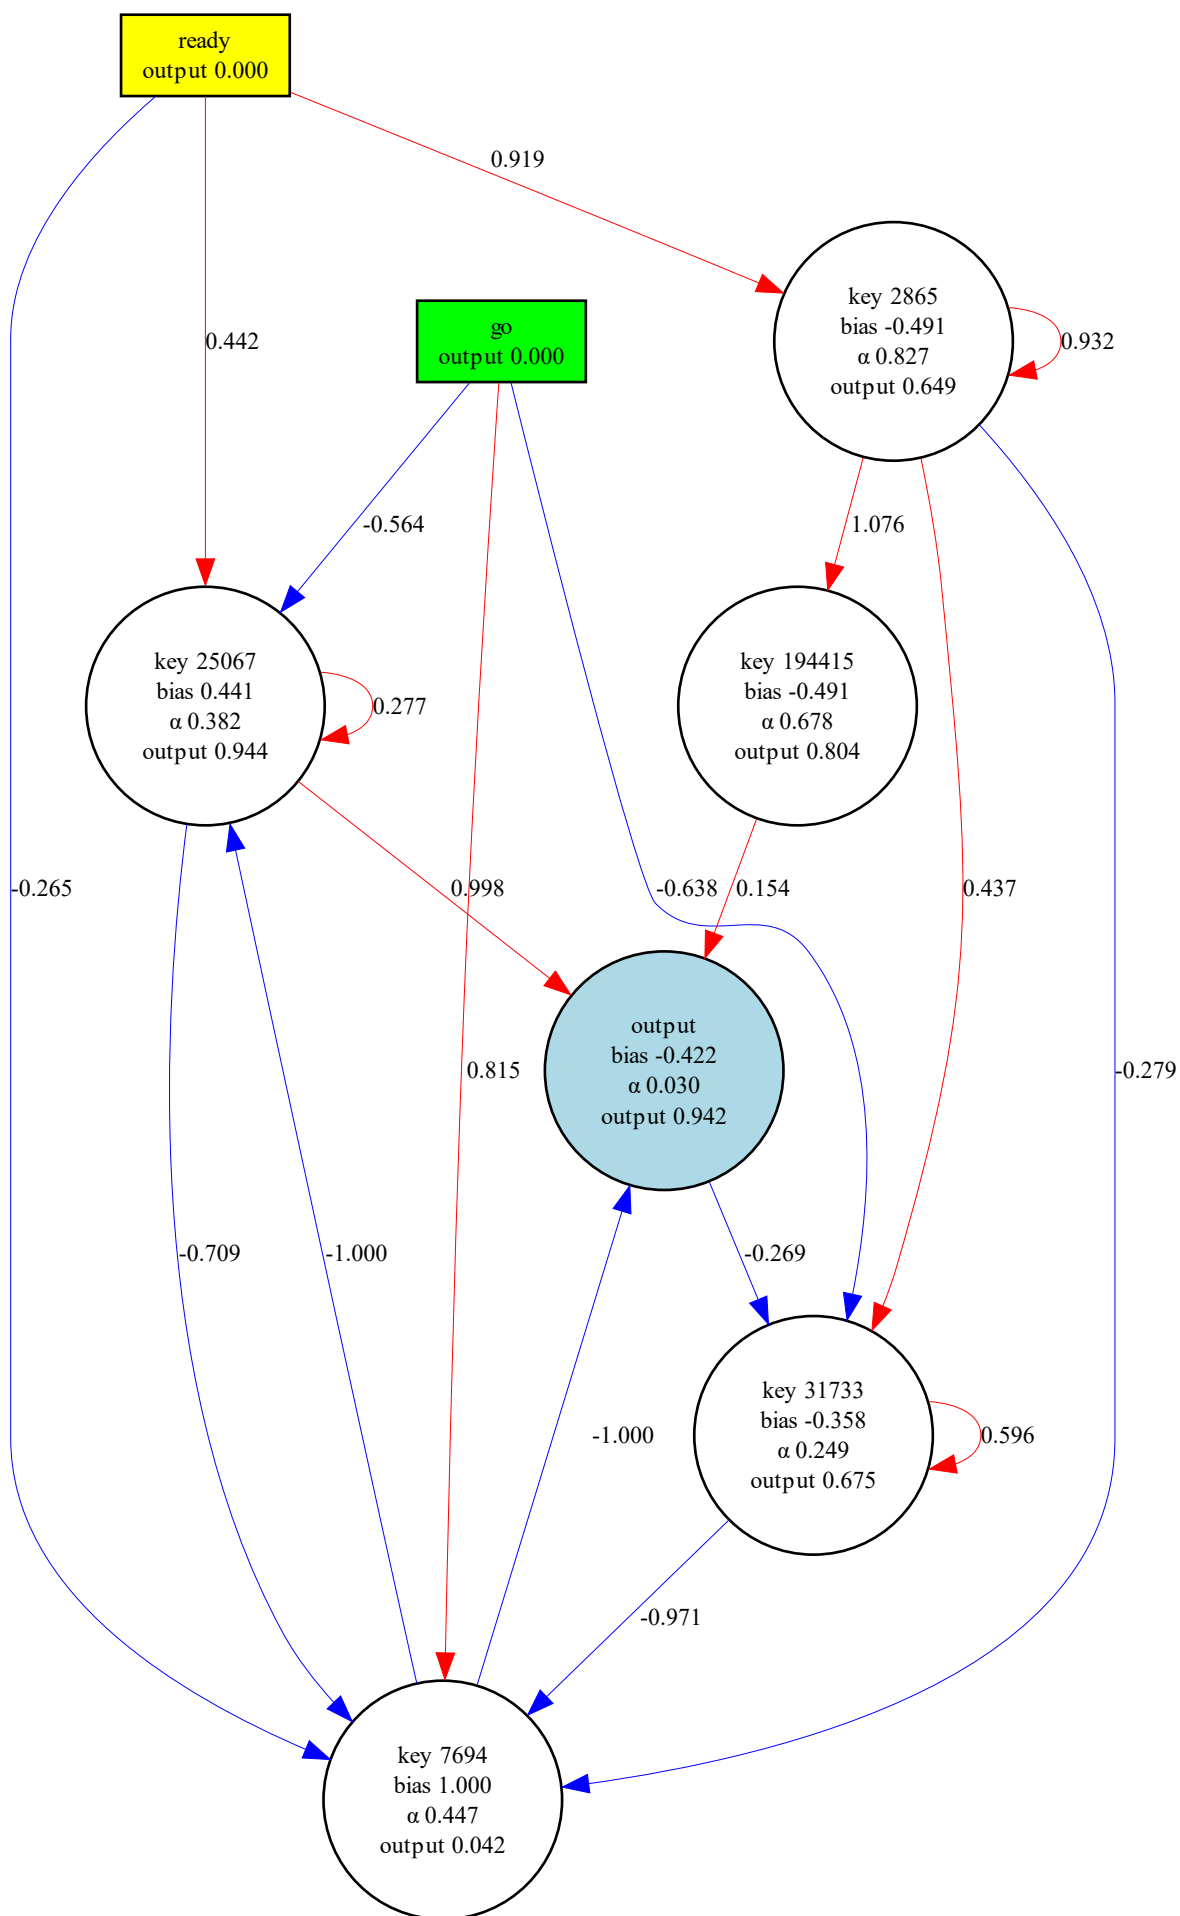 ready
output 0.000
0.919
key 2865
bias -0.491
α 0.827
output 0.649
0.932
go
output 0.000
0.442
-0.564
1.076
key 25067
bias 0.441
α 0.382
output 0.944
0.277
key 194415
bias -0.491
α 0.678
output 0.804
-0.265
0.998
-0.638
0.154
0.437
output
bias -0.422
α 0.030
output 0.942
0.815
-0.279
-0.709
-1.000
-0.269
-1.000
key 31733
bias -0.358
α 0.249
output 0.675
0.596
-0.971
key 7694
bias 1.000
α 0.447
output 0.042